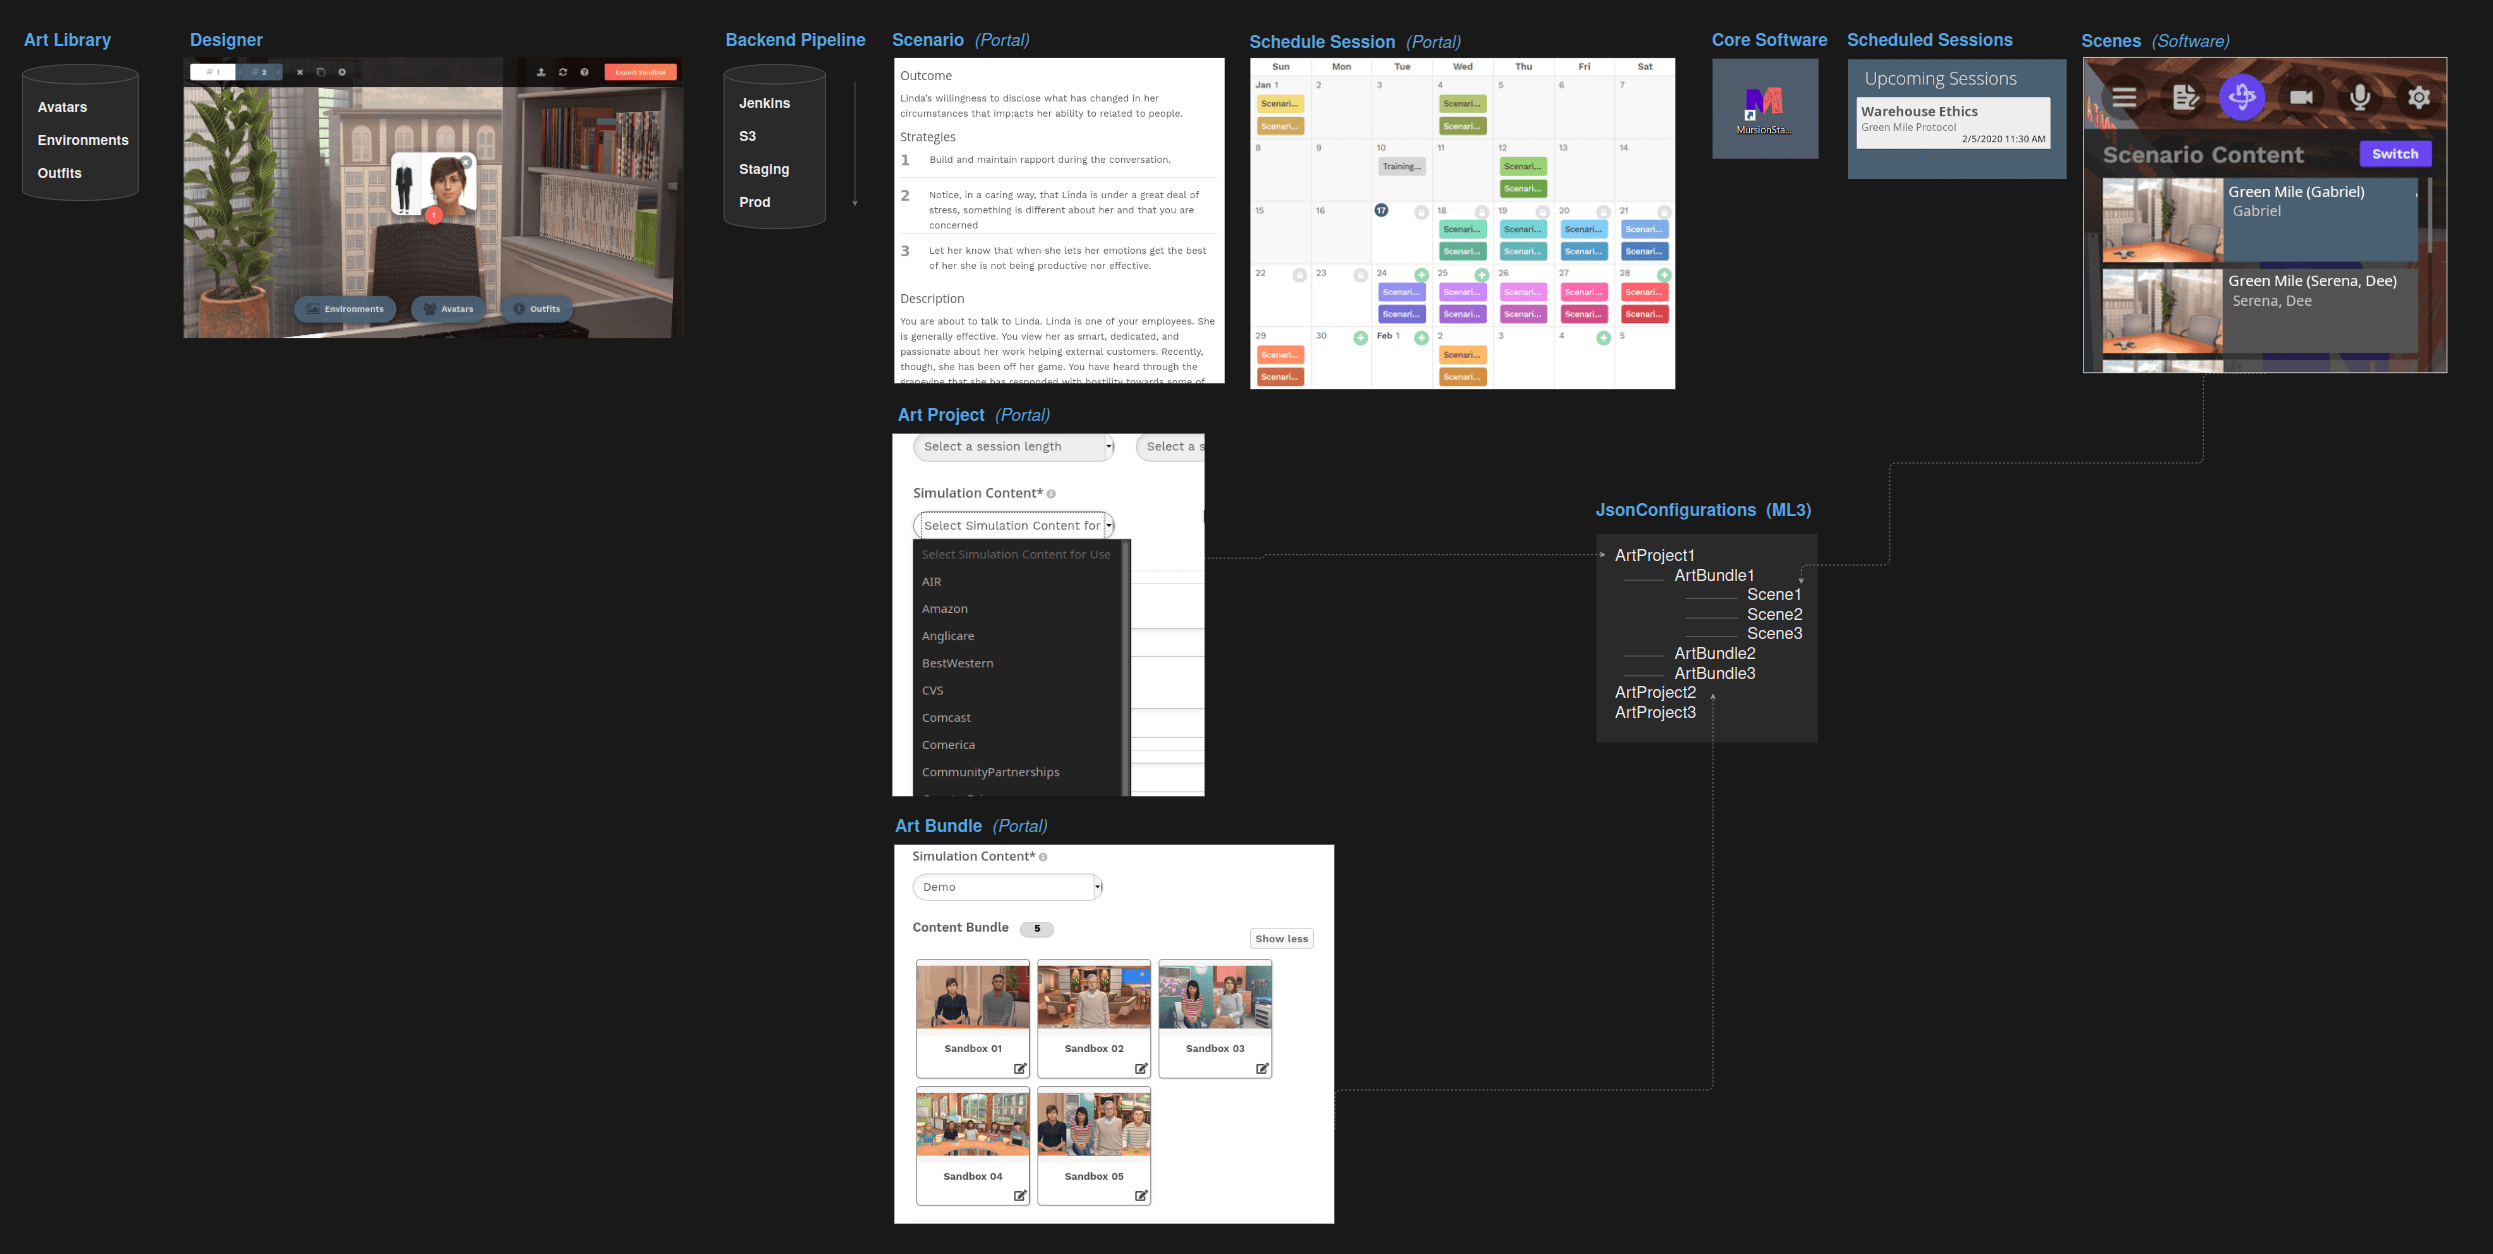 Art Library
Avatars
Environments
Outfits
Designer
1
2
Expert Sandbox
1
Environments
Avatars
Outfits
Backend Pipeline
Jenkins
S3
Staging
Prod
Scenario (Portal)
Outcome
Linda's willingness to disclose what has changed in her
circumstances that imp;acts her ability to related to people.
Strategies
1 Build and maintain rapport during the conversation.
2 Notice, in a caring way, that Linda is under a great deal of
stress, something is different about her and that you are
concerned
3 Let her know that when she lets her emotions get the best
of her she is not being productive nor effective.
Description
You are about to talk to Linda. Linda is one of your employees. She
is generally effective. You view her as smart, dedicated, and
passionate about her work helping external customers. Recently,
though, she has been off her game. You have heard through the
grapevine that she has responded with hostility towards some of
Schedule Session (Portal)
Sun Mon Tue Wed Thu Fri Sat
Jan 1 2 3 4 5 6 7
Scenari... Scenari...
Scenari... Scenari...
8 9 10 11 12 13 14
Training... Scenari...
Scenari...
15 16 17 18 19 20 21
Scenari... Scenari... Scenari... Scenari...
Scenari... Scenari... Scenari... Scenari...
22 23 24 25 26 27 28
Scenari... Scenari... Scenari... Scenari... Scenari...
Scenari... Scenari... Scenari... Scenari... Scenari...
29 30 Feb 1 2 3 4 5
Scenari... Scenari...
Scenari... Scenari...
Core Software
MursionSta...
Scheduled Sessions
Upcoming Sessions
Warehouse Ethics
Green Mile Protocol
2/5/2020 11:30 AM
Scenes (Software)
Scenario Content
Switch
Green Mile (Gabriel)
Gabriel
Green Mile (Serena, Dee)
Serena, Dee
Art Project (Portal)
Select a session length
Select a s
Simulation Content*
Select Simulation Content for
Select Simulation Content for Use
AIR
Amazon
Anglicare
BestWestern
CVS
Comcast
Comerica
CommunityPartnerships
JsonConfigurations (ML3)
ArtProject1
ArtBundle1
Scene1
Scene2
Scene3
ArtBundle2
ArtBundle3
ArtProject2
ArtProject3
Art Bundle (Portal)
Simulation Content*
Demo
Content Bundle 5
Show less
Sandbox 01
Sandbox 02
Sandbox 03
Sandbox 04
Sandbox 05